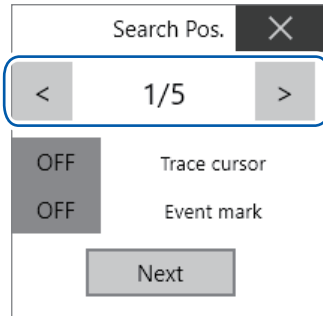 Search Pos. ×
< 1/5 >
OFF Trace cursor
OFF Event mark
Next